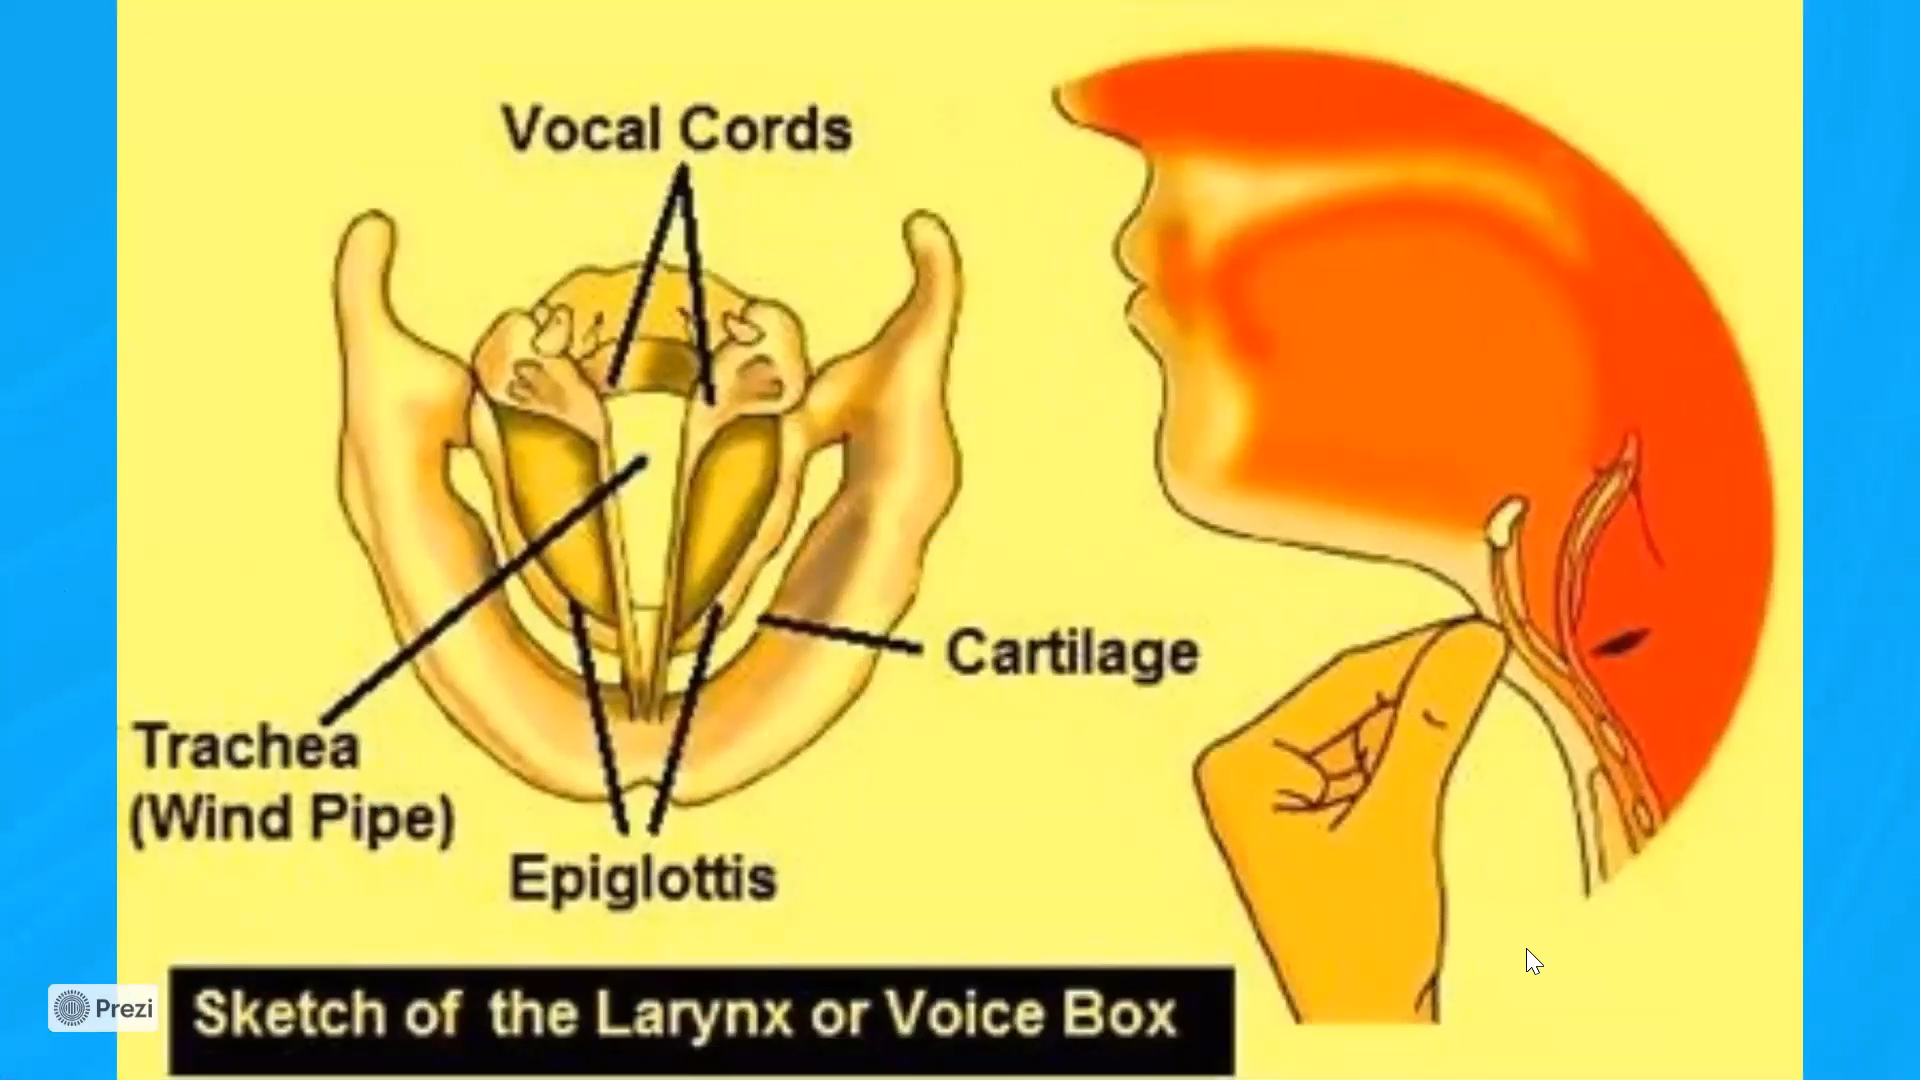 Vocal Cords
Cartilage
Trachea
(Wind Pipe)
Epiglottis
Sketch of the Larynx or Voice Box
Prezi